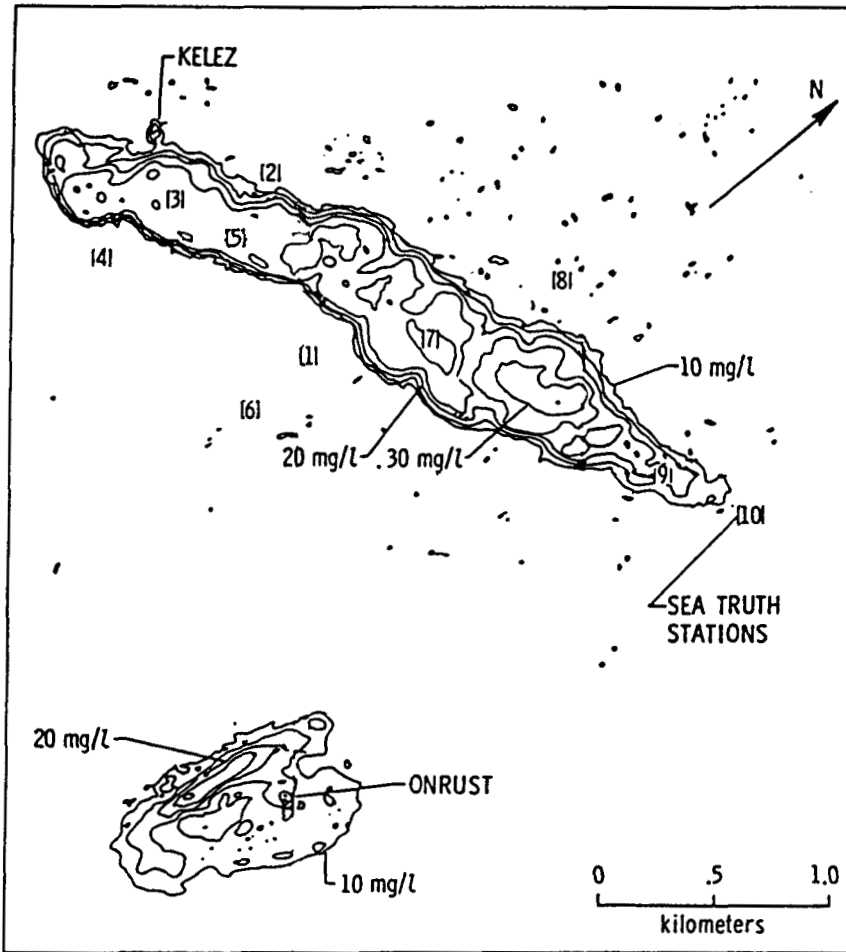 KELEZ
N
[2]
[3]
[5]
[4]
[8]
[1]
[7]
10 mg/l
[6]
20 mg/l
30 mg/l
[9]
[10]
SEA TRUTH
STATIONS
20 mg/l
ONRUST
10 mg/l
0 .5 1.0
kilometers